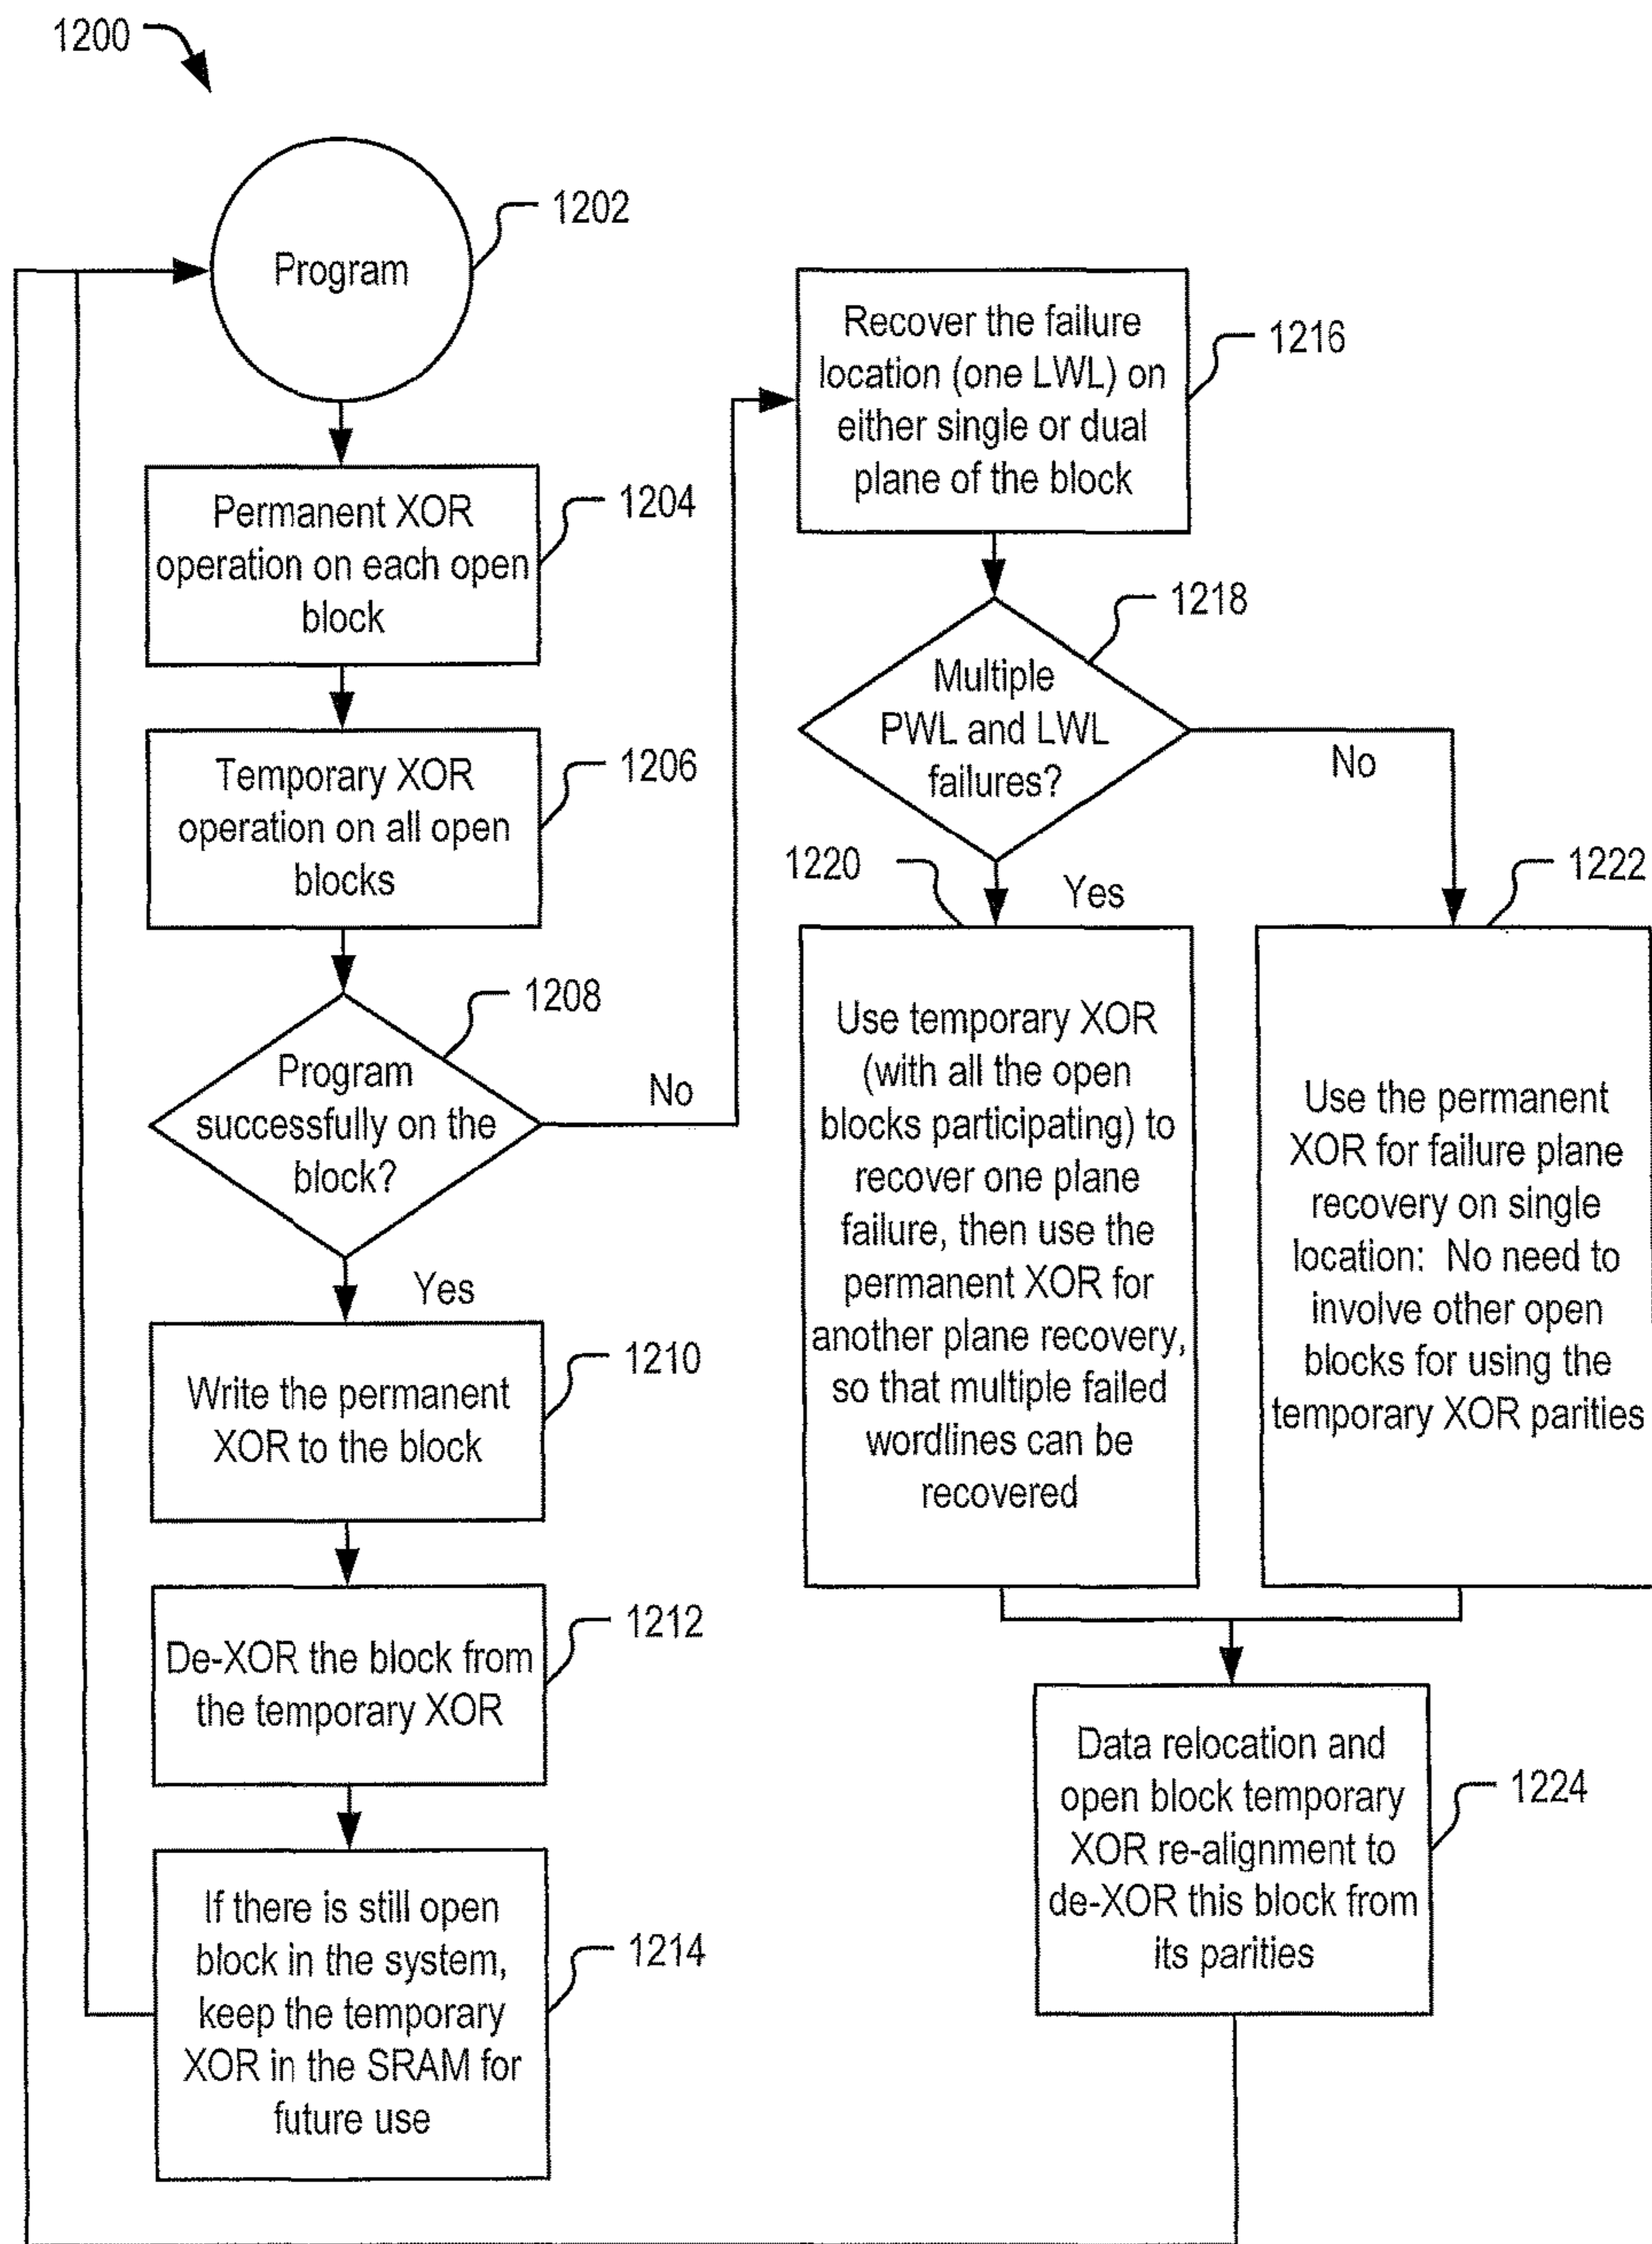 1200
1202
Program
1204
Permanent XOR
operation on each open
block
1206
Temporary XOR
operation on all open
blocks
1208
Program
successfully on the
block?
No
Yes
1210
Write the permanent
XOR to the block
1212
De-XOR the block from
the temporary XOR
1214
If there is still open
block in the system,
keep the temporary
XOR in the SRAM for
future use
1216
Recover the failure
location (one LWL) on
either single or dual
plane of the block
1218
Multiple
PWL and LWL
failures?
No
Yes
1220
Use temporary XOR
(with all the open
blocks participating) to
recover one plane
failure, then use the
permanent XOR for
another plane recovery,
so that multiple failed
wordlines can be
recovered
1222
Use the permanent
XOR for failure plane
recovery on single
location: No need to
involve other open
blocks for using the
temporary XOR parities
1224
Data relocation and
open block temporary
XOR re-alignment to
de-XOR this block from
its parities